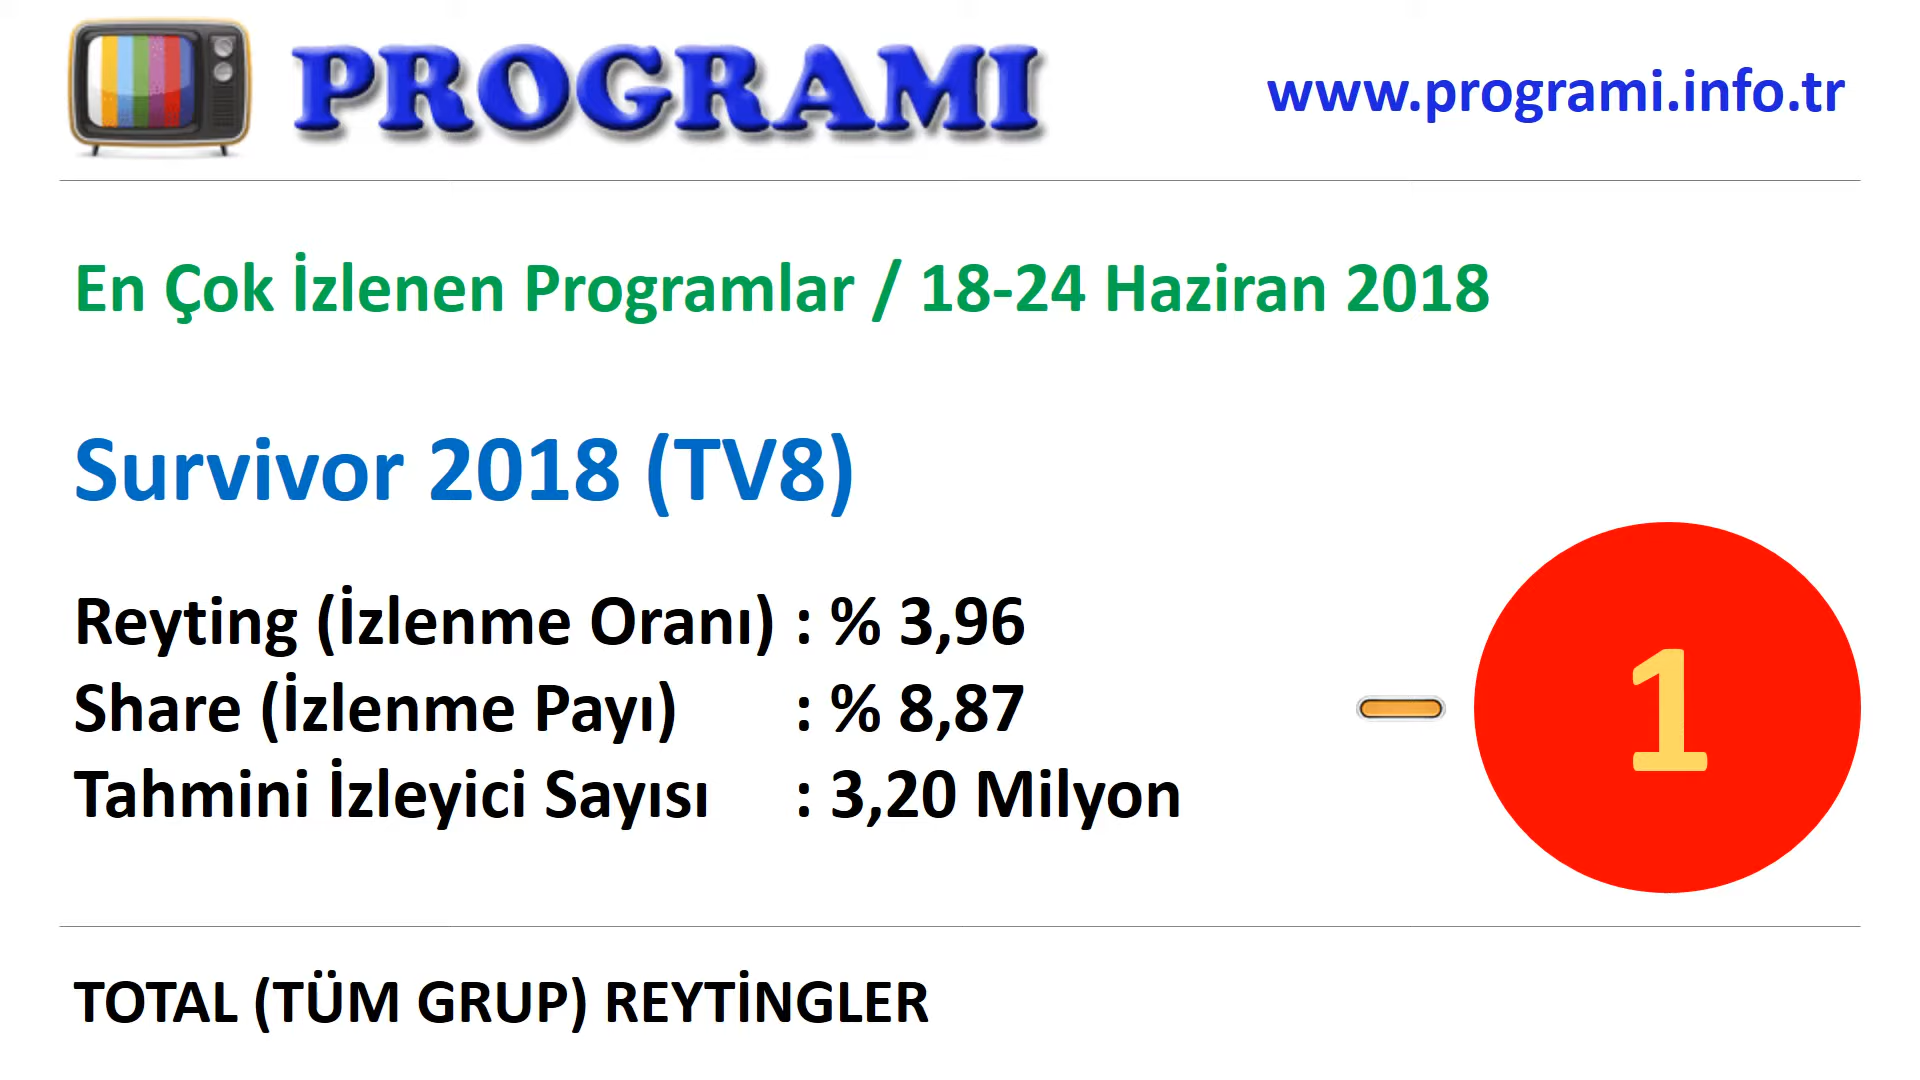 PROGRAMI
www.programi.info.tr
En Çok İzlenen Programlar / 18-24 Haziran 2018
Survivor 2018 (TV8)
Reyting (İzlenme Oranı) : % 3,96
Share (İzlenme Payı) : % 8,87
Tahmini İzleyici Sayısı : 3,20 Milyon
1
TOTAL (TÜM GRUP) REYTİNGLER